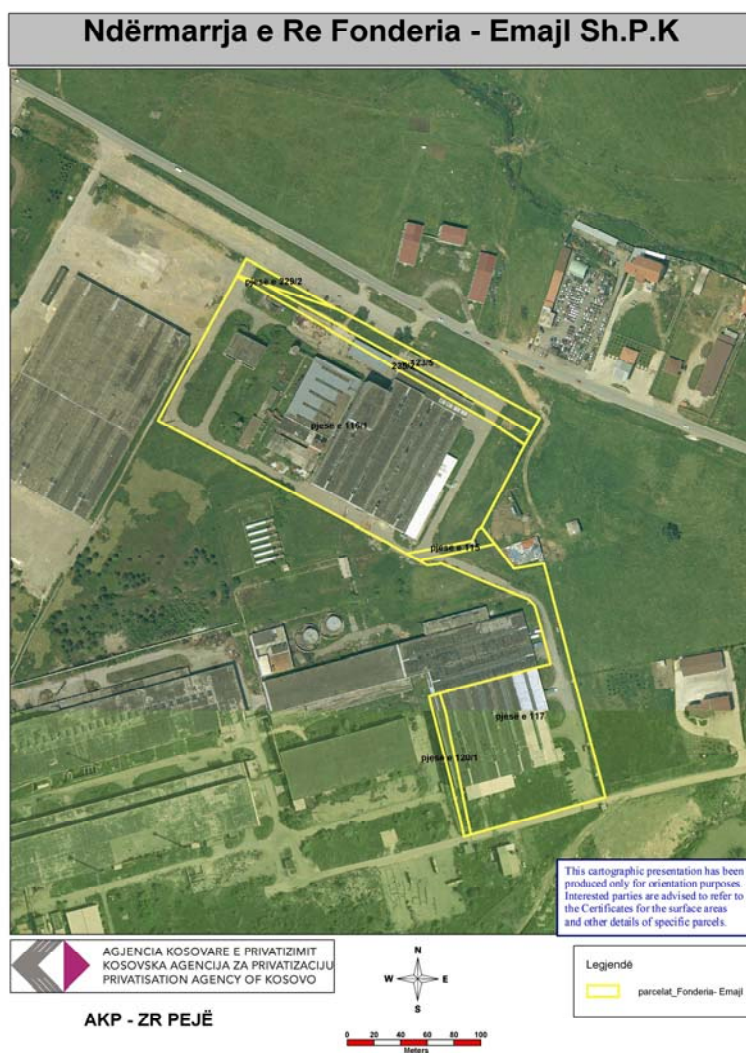 Ndërmarrja e Re Fonderia - Emajl Sh.P.K
pjesë e 229/2
323/5
pjesë e 116/1
pjesë e 115
pjesë e 117
pjesë e 120/1
This cartographic presentation has been
produced only for orientation purposes.
Interested parties are advised to refer to
the Certificates for the surface areas
and other details of specific parcels.
AGJENCIA KOSOVARE E PRIVATIZIMIT
KOSOVSKA AGENCIJA ZA PRIVATIZACIJU
PRIVATISATION AGENCY OF KOSOVO
AKP - ZR PEJË
N
W E
S
0 20 40 60 80 100
Meters
Legjendë
parcelat_Fonderia- Emajl